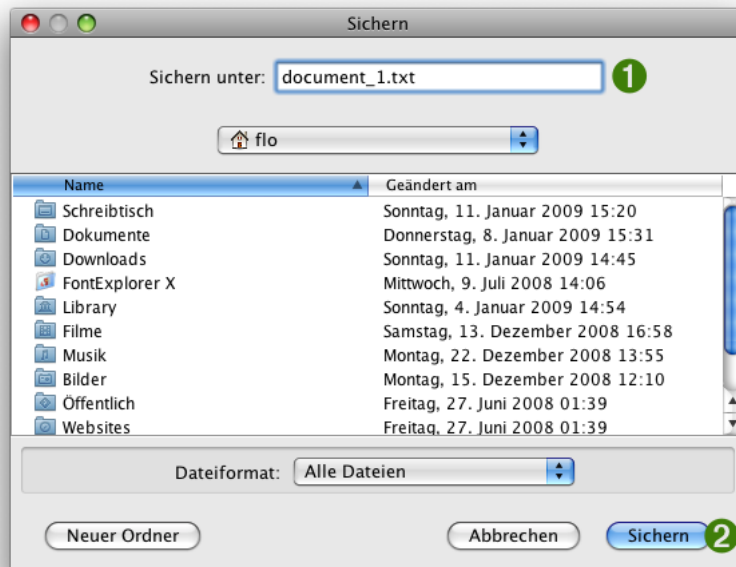 Sichern
Sichern unter: document_1.txt 1
flo
Name Geändert am
Schreibtisch Sonntag, 11. Januar 2009 15:20
Dokumente Donnerstag, 8. Januar 2009 15:31
Downloads Sonntag, 11. Januar 2009 14:45
FontExplorer X Mittwoch, 9. Juli 2008 14:06
Library Sonntag, 4. Januar 2009 14:54
Filme Samstag, 13. Dezember 2008 16:58
Musik Montag, 22. Dezember 2008 13:55
Bilder Montag, 15. Dezember 2008 12:10
Öffentlich Freitag, 27. Juni 2008 01:39
Websites Freitag, 27. Juni 2008 01:39
Dateiformat: Alle Dateien
Neuer Ordner Abbrechen Sichern 2